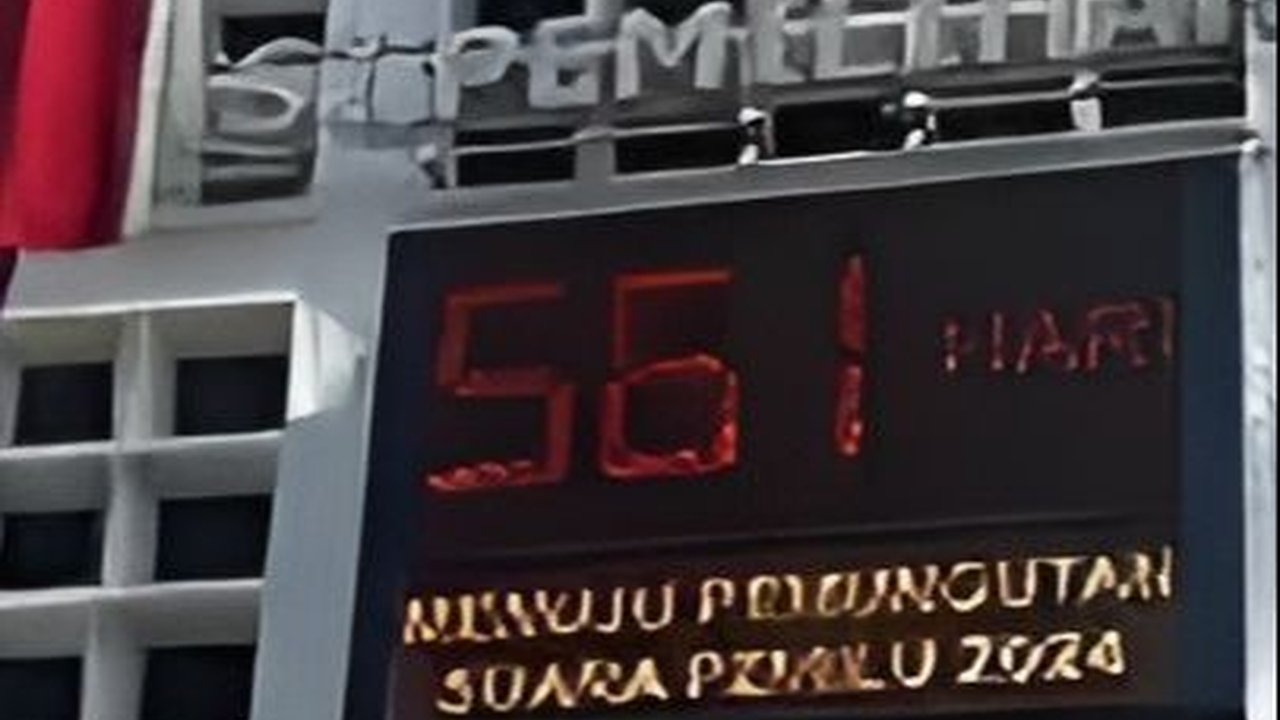 PEMILIHAN
561 HARI
MENUJU PEMUNGUTAN
SUARA PEMILU 2024